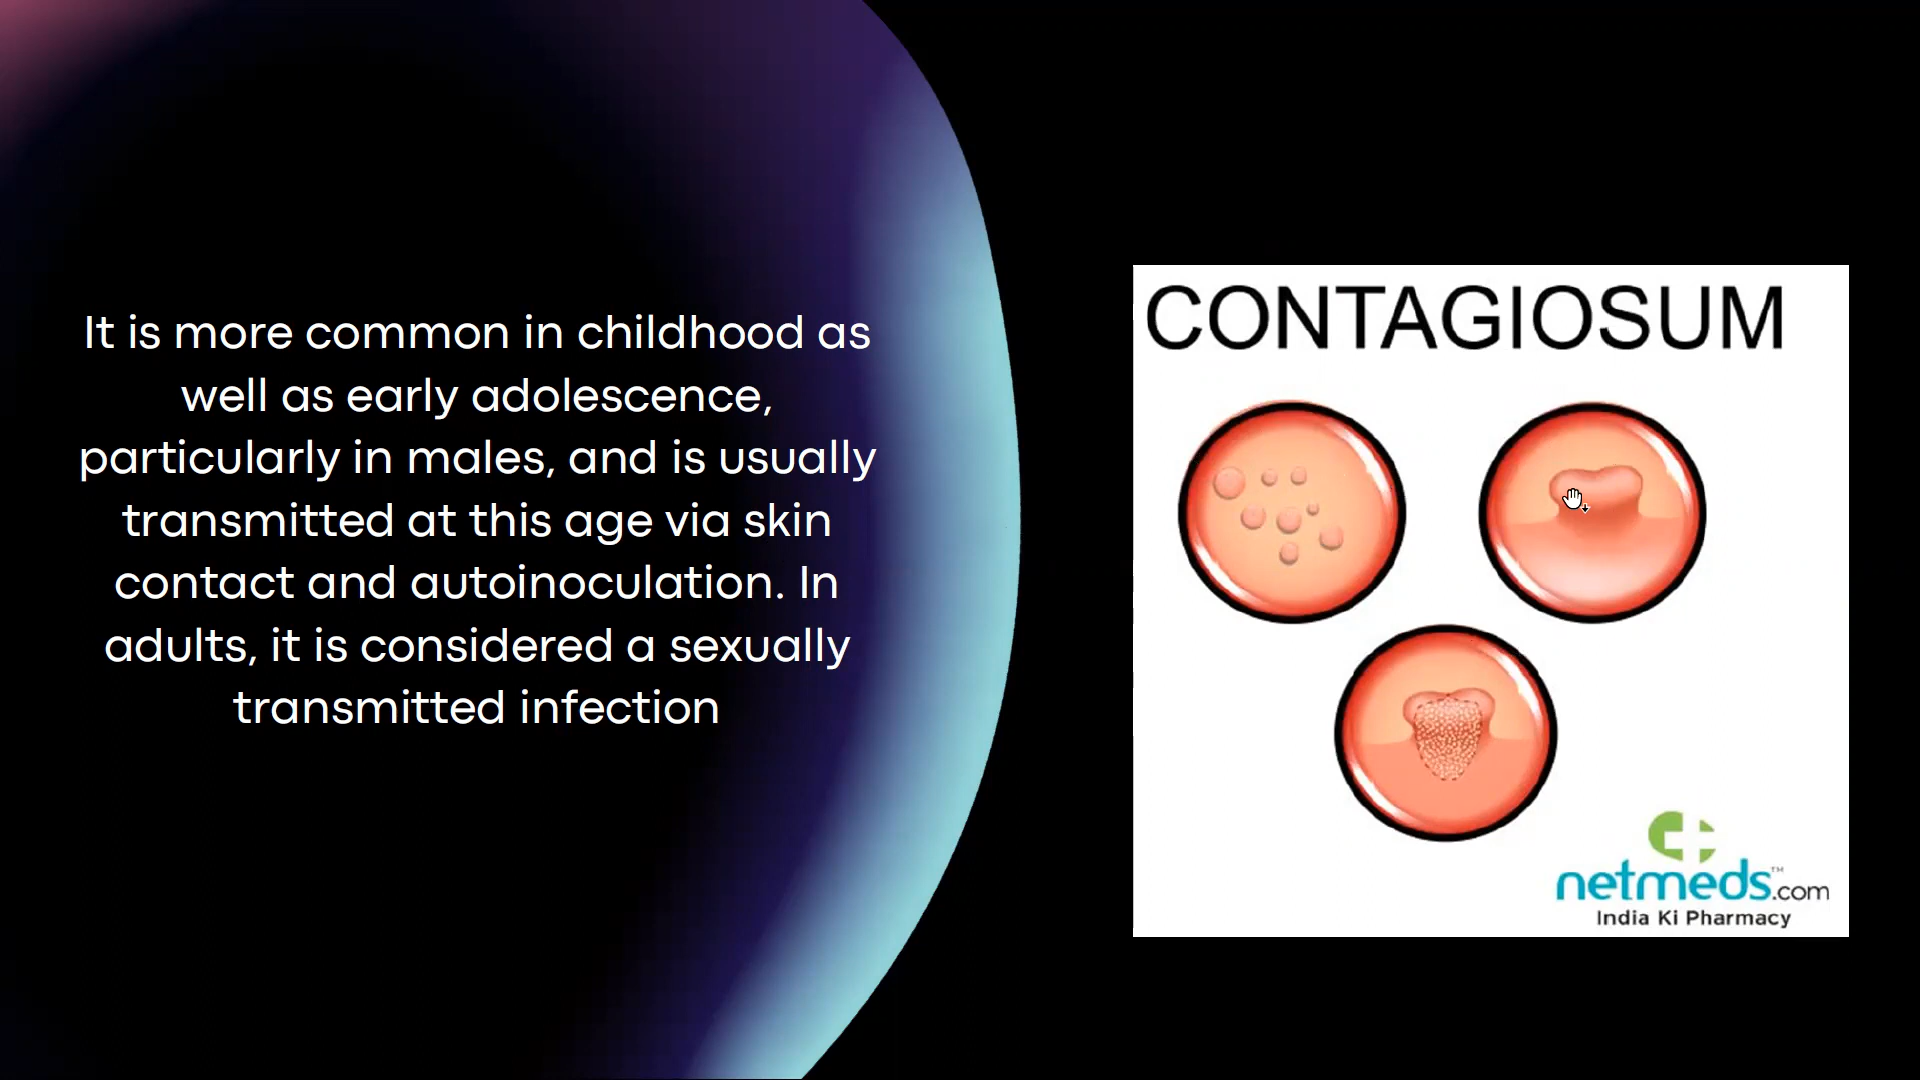 It is more common in childhood as
well as early adolescence,
particularly in males, and is usually
transmitted at this age via skin
contact and autoinoculation. In
adults, it is considered a sexually
transmitted infection
CONTAGIOSUM
netmeds.com™
India Ki Pharmacy